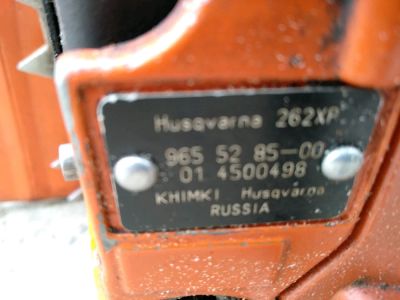 Husqvarna 262XP
965 52 85-00
01 4500498
KHIMKI Husqvarna
RUSSIA